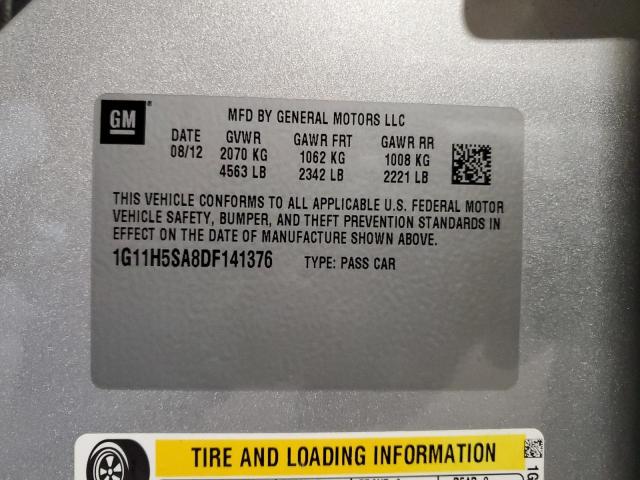 GM
MFD BY GENERAL MOTORS LLC
DATE GVWR GAWR FRT GAWR RR
08/12 2070 KG 1062 KG 1008 KG
4563 LB 2342 LB 2221 LB
THIS VEHICLE CONFORMS TO ALL APPLICABLE U.S. FEDERAL MOTOR
VEHICLE SAFETY, BUMPER, AND THEFT PREVENTION STANDARDS IN
EFFECT ON THE DATE OF MANUFACTURE SHOWN ABOVE.
1G11H5SA8DF141376 TYPE: PASS CAR
TIRE AND LOADING INFORMATION
1G